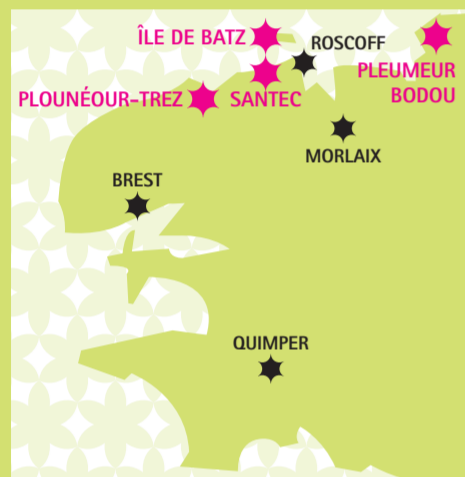 ÎLE DE BATZ
ROSCOFF
PLEUMEUR
BODOU
PLOUNÉOUR-TREZ
SANTEC
MORLAIX
BREST
QUIMPER